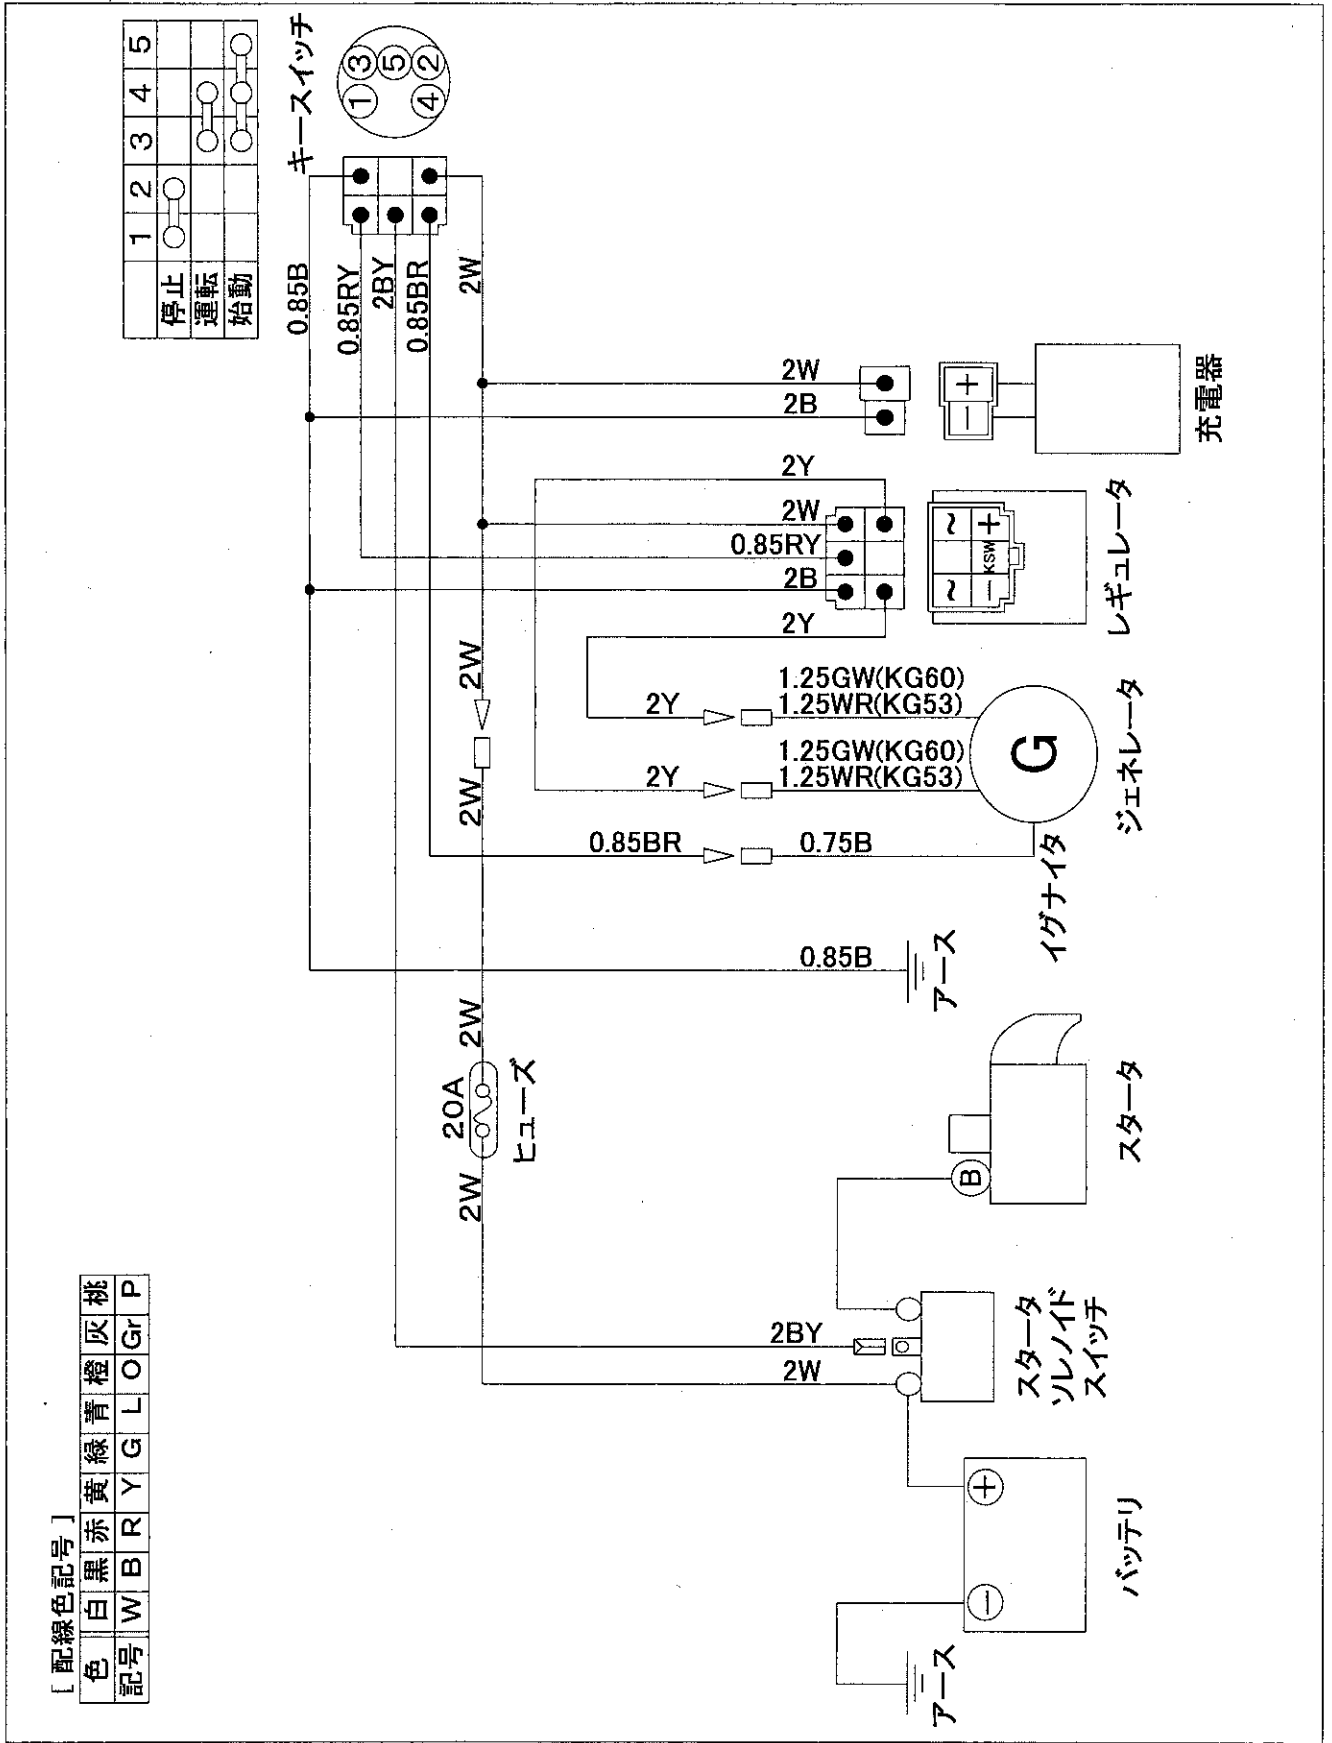 [ 配線色記号 ]
色 白 黒 赤 黄 緑 青 橙 灰 桃
記号 W B R Y G L O Gr P
1 2 3 4 5
停止
運転
始動
キースイッチ
1 3 5 4 2
0.85B
0.85RY
2BY
0.85BR
2W
2W
2B
+
−
充電器
2Y
2W
0.85RY
2B
2Y
~ +
KSW
~ −
レギュレータ
2W
2W
2Y
1.25GW(KG60)
1.25WR(KG53)
2Y
1.25GW(KG60)
1.25WR(KG53)
G
ジェネレータ
0.85BR
0.75B
イグナイタ
0.85B
アース
2W
20A
ヒューズ
2W
B
スタータ
2BY
2W
スタータ
ソレノイド
スイッチ
+
−
バッテリ
アース